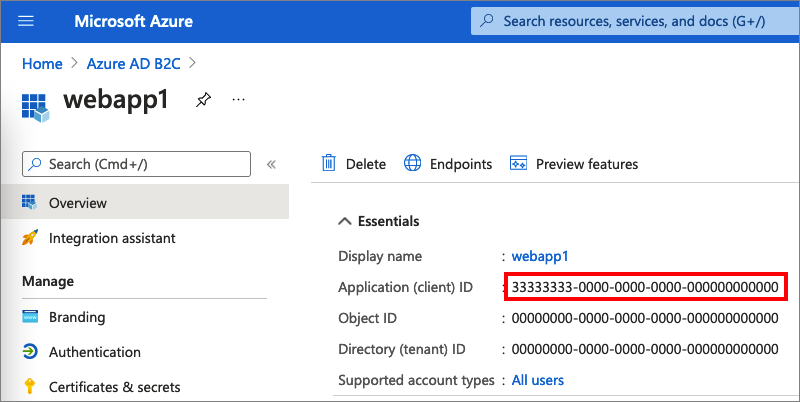 Microsoft Azure
Search resources, services, and docs (G+/)
Home > Azure AD B2C >
webapp1
...
Search (Cmd+/)
«
Delete
Endpoints
Preview features
Overview
Integration assistant
Manage
Branding
Authentication
Certificates & secrets
Essentials
Display name : webapp1
Application (client) ID : 33333333-0000-0000-0000-000000000000
Object ID : 00000000-0000-0000-0000-000000000000
Directory (tenant) ID : 00000000-0000-0000-0000-000000000000
Supported account types : All users